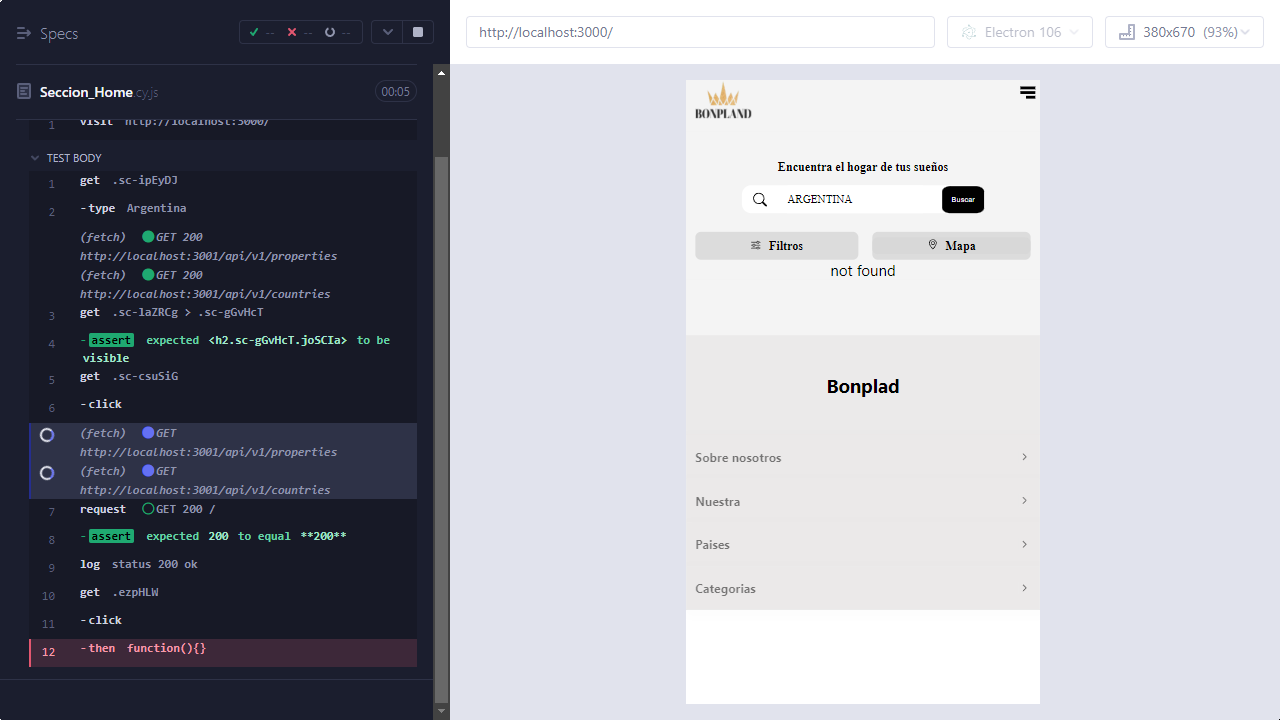 Specs
-- -- --
Seccion_Home.cy.js
00:05
1 visit http://localhost:3000/
TEST BODY
1 get .sc-ipEyDJ
2 -type Argentina
(fetch) GET 200
http://localhost:3001/api/v1/properties
(fetch) GET 200
http://localhost:3001/api/v1/countries
3 get .sc-laZRCg > .sc-gGvHcT
4 -assert expected <h2.sc-gGvHcT.joSCIa> to be
visible
5 get .sc-csuSiG
6 -click
(fetch) GET
http://localhost:3001/api/v1/properties
(fetch) GET
http://localhost:3001/api/v1/countries
7 request GET 200 /
8 -assert expected 200 to equal **200**
9 log status 200 ok
10 get .ezpHLW
11 -click
12 -then function(){}
http://localhost:3000/
Electron 106
380x670 (93%)
BONPLAND
Encuentra el hogar de tus sueños
ARGENTINA
Buscar
Filtros
Mapa
not found
Bonplad
Sobre nosotros
Nuestra
Paises
Categorias